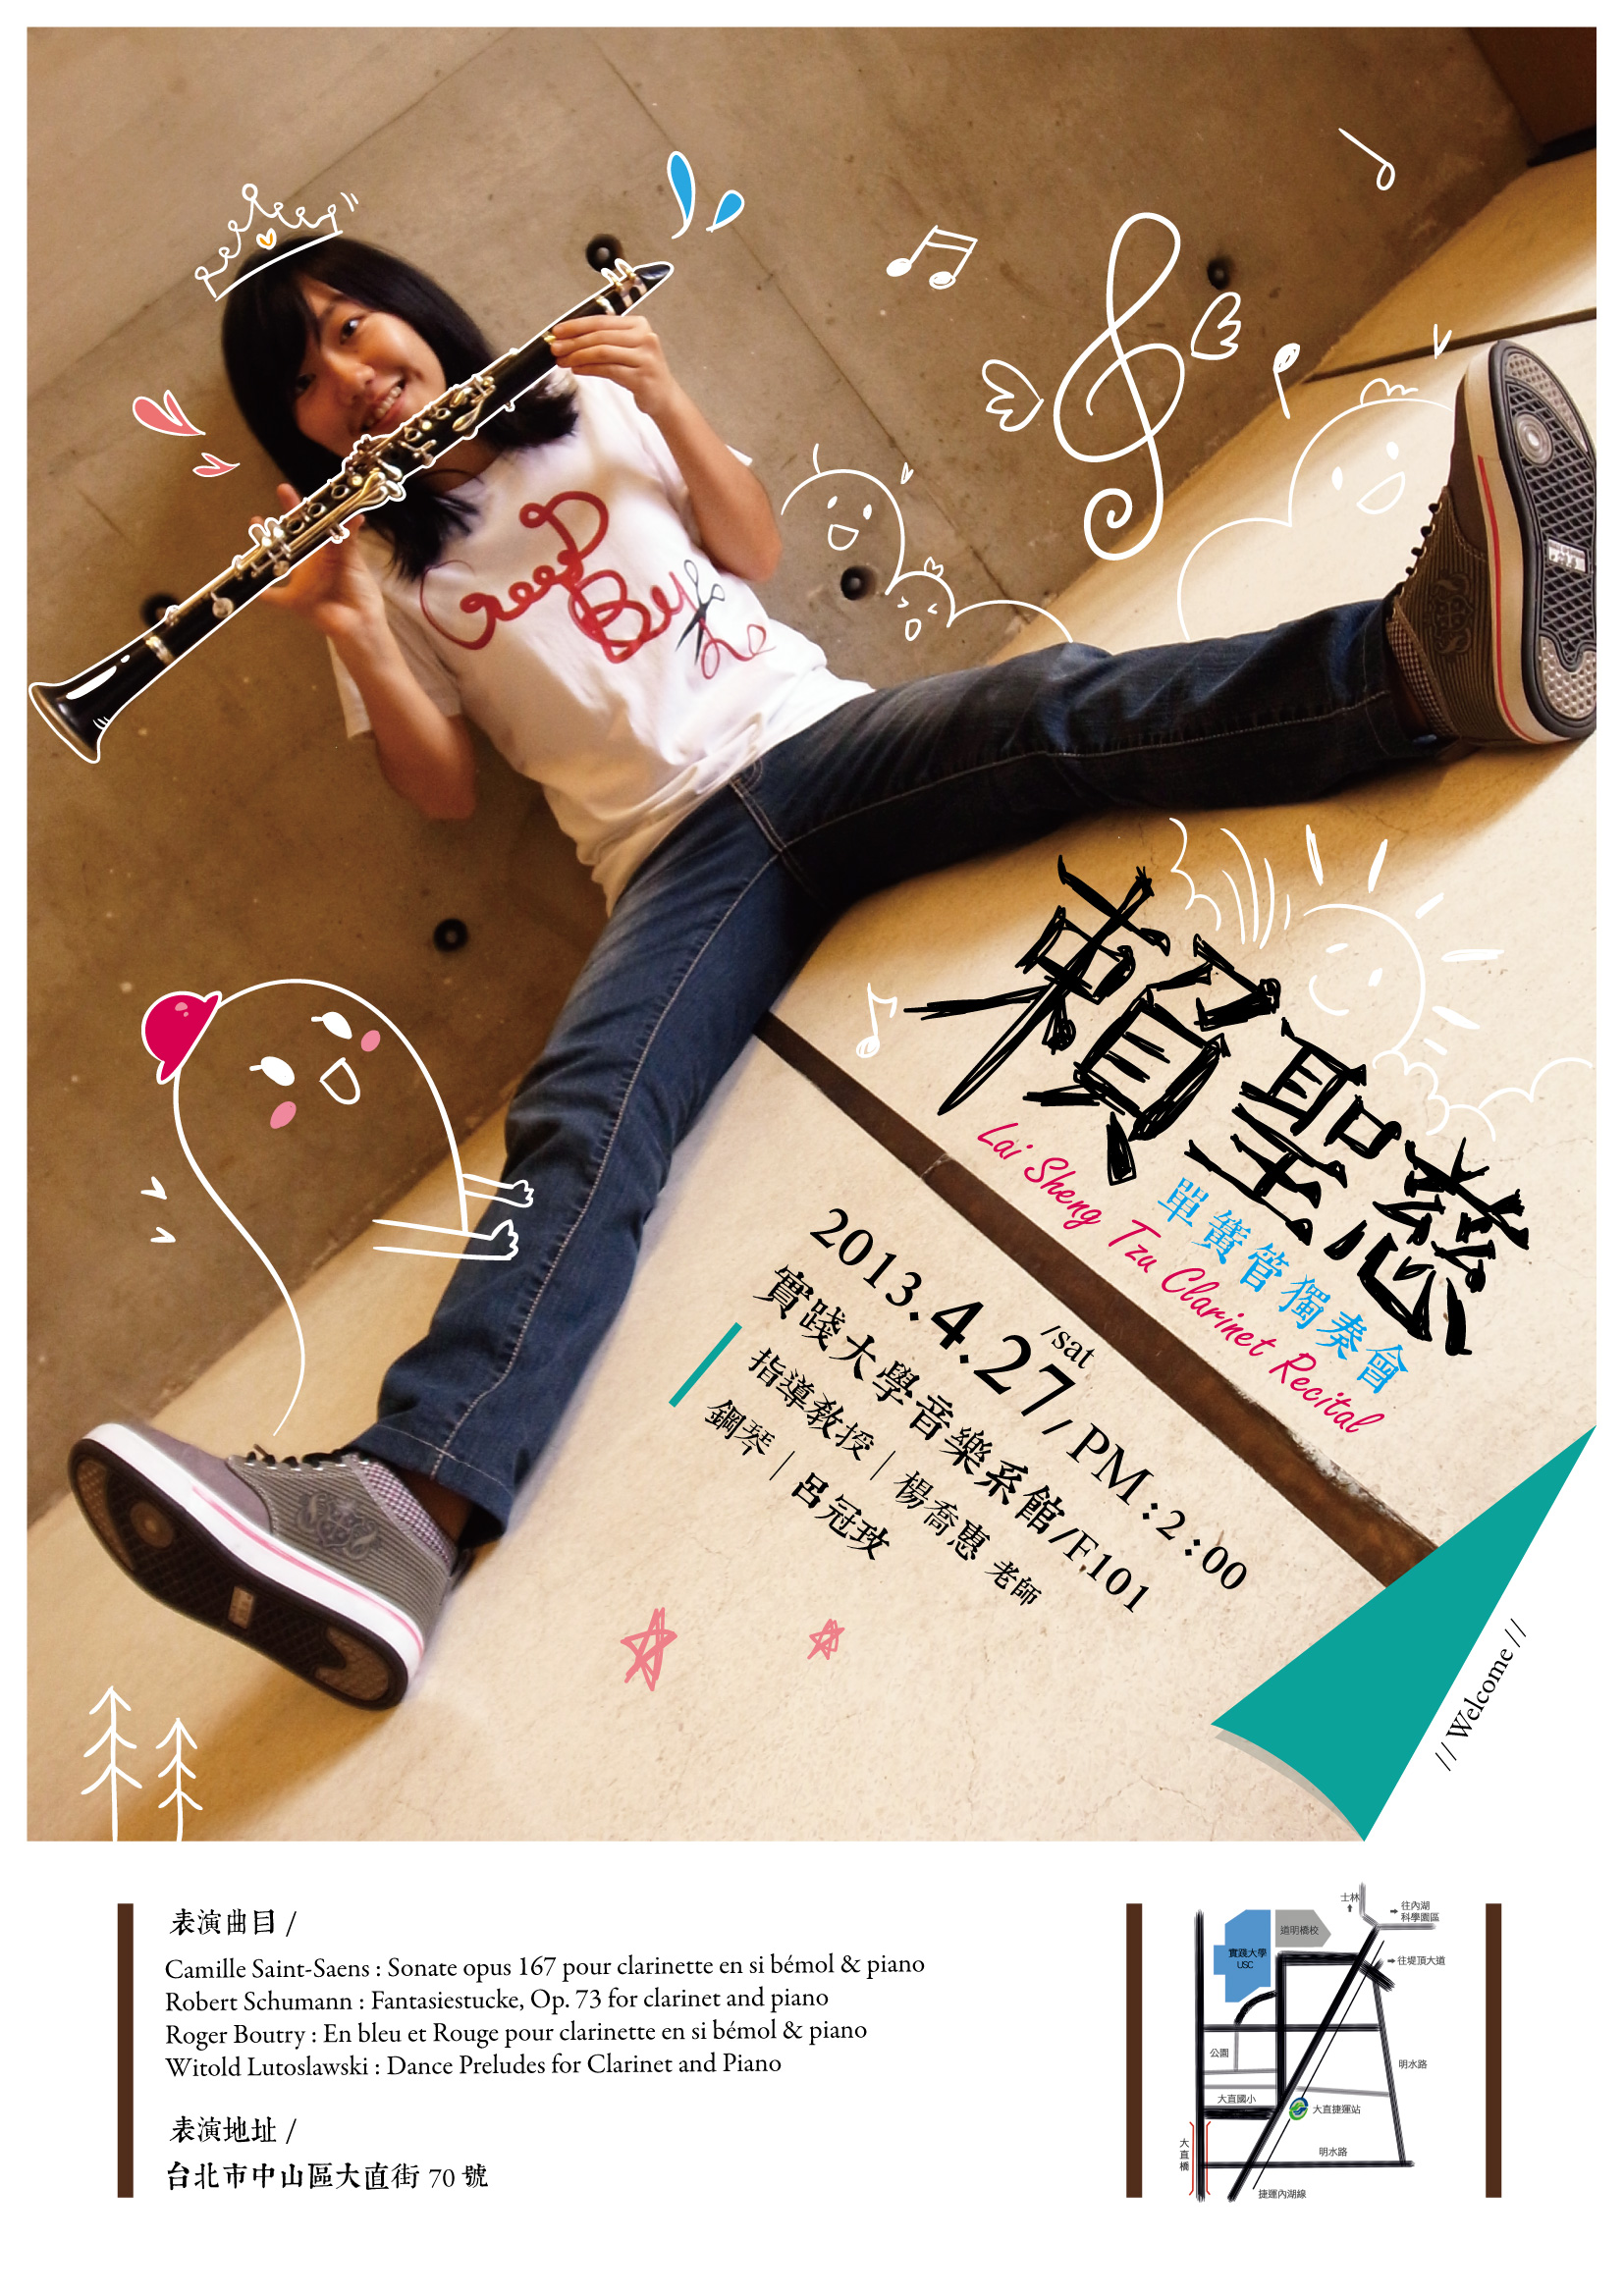 Creep
By
賴聖慈
單簧管獨奏會
Lai Sheng Tzu Clarinet Recital
2013.4.27/sat / PM:2:00
實踐大學音樂系館/F.101
指導教授｜楊喬惠 老師
鋼琴｜呂冠玫
// Welcome //
表演曲目 /
Camille Saint-Saens : Sonate opus 167 pour clarinette en si bémol & piano
Robert Schumann : Fantasiestucke, Op. 73 for clarinet and piano
Roger Boutry : En bleu et Rouge pour clarinette en si bémol & piano
Witold Lutoslawski : Dance Preludes for Clarinet and Piano
表演地址 /
台北市中山區大直街 70 號
士林
往內湖
科學園區
道明橋校
實踐大學
USC
往堤頂大道
公園
明水路
大直國小
大直捷運站
大直橋
明水路
捷運內湖線